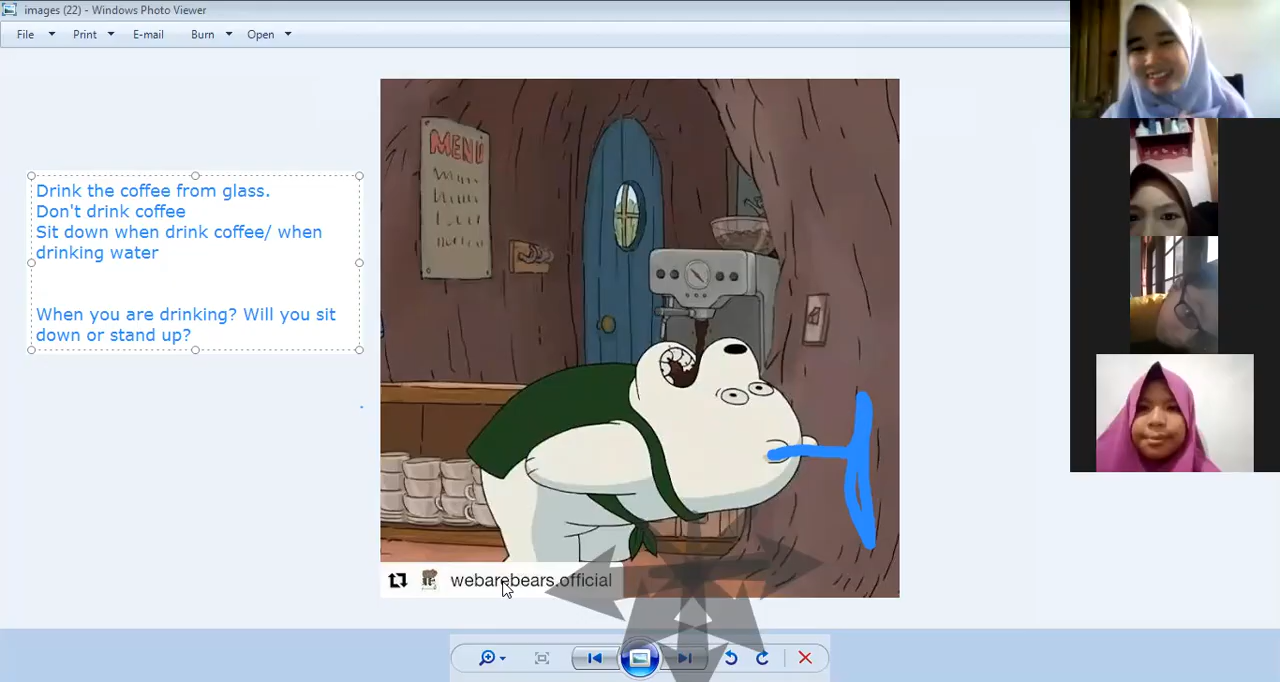 images (22) - Windows Photo Viewer
File Print E-mail Burn Open
MENU
Drink the coffee from glass.
Don't drink coffee
Sit down when drink coffee/ when
drinking water
When you are drinking? Will you sit
down or stand up?
webarebears.official